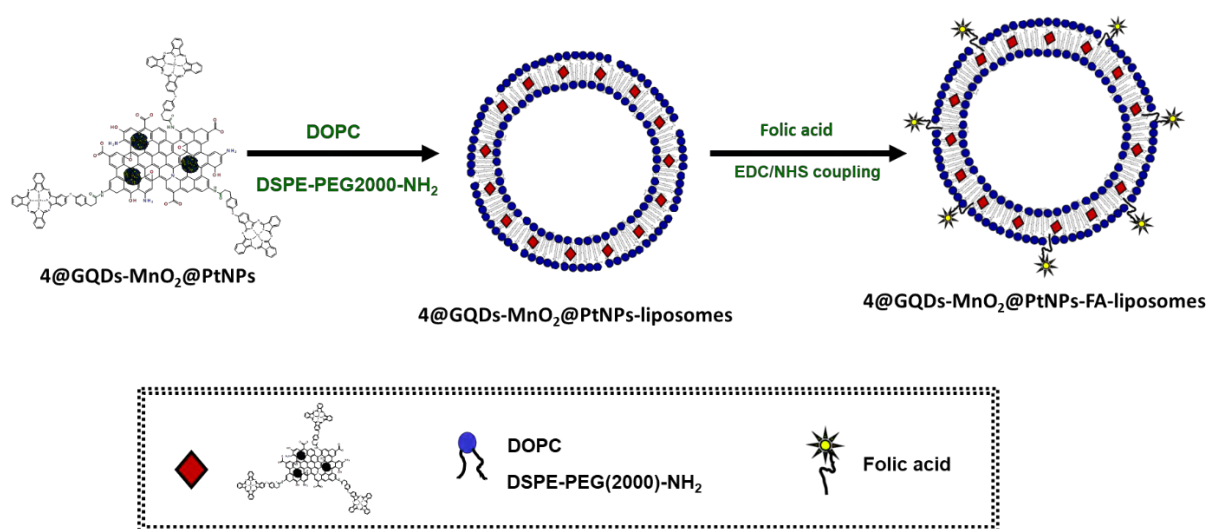 DOPC
DSPE-PEG2000-NH₂
Folic acid
EDC/NHS coupling
4@GQDs-MnO₂@PtNPs
4@GQDs-MnO₂@PtNPs-liposomes
4@GQDs-MnO₂@PtNPs-FA-liposomes
DOPC
DSPE-PEG(2000)-NH₂
Folic acid